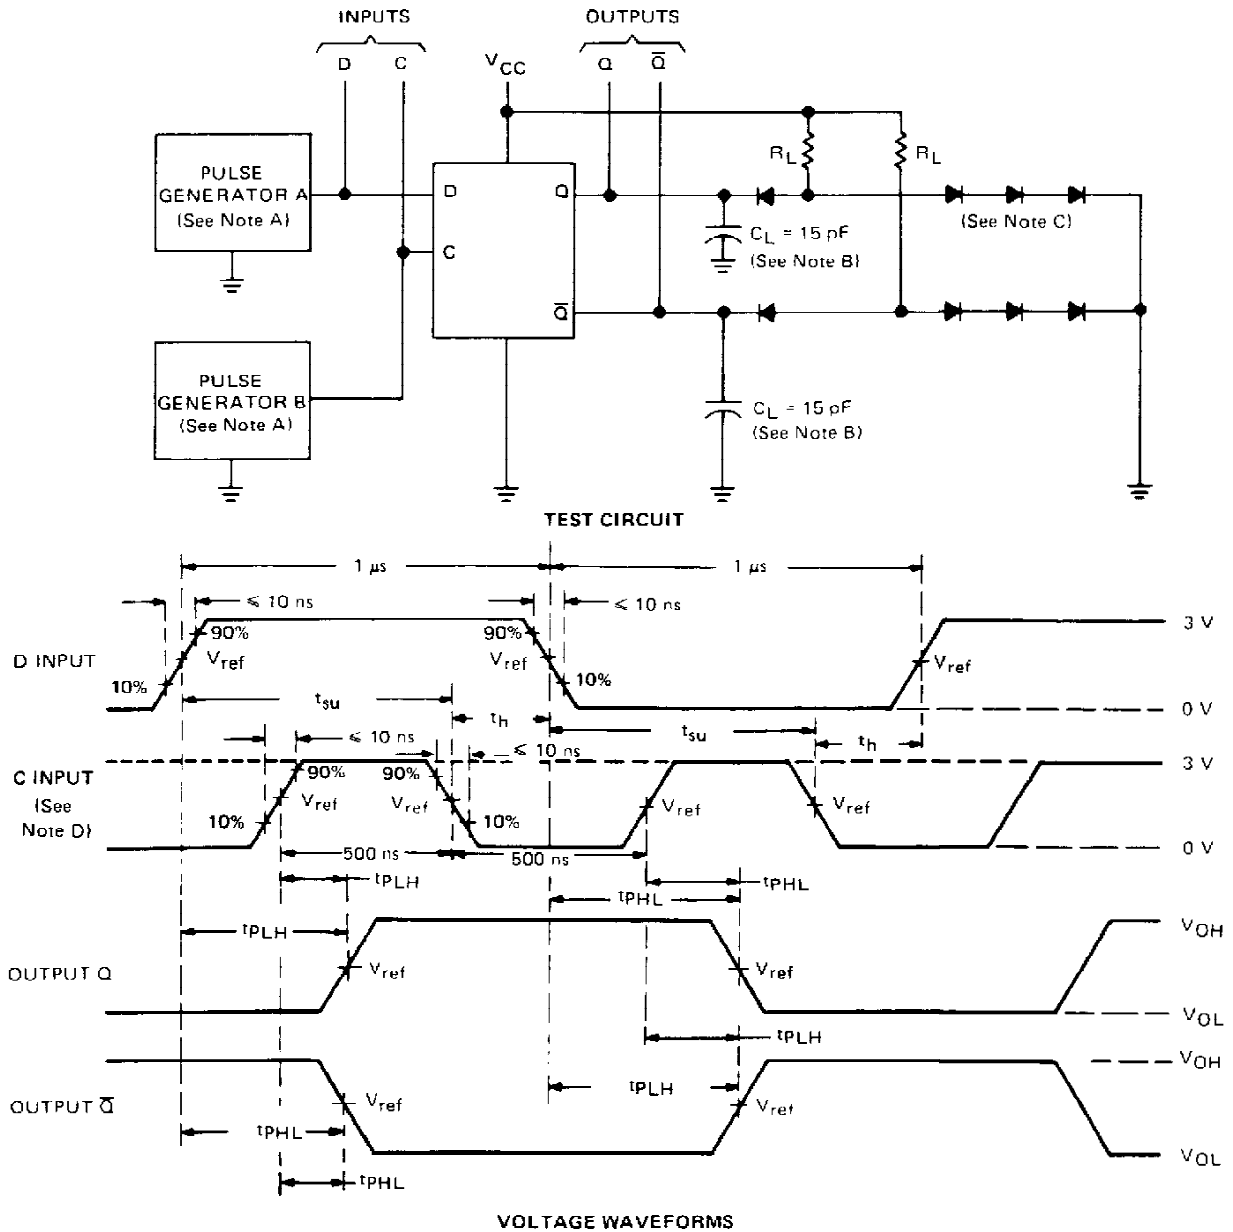 INPUTS OUTPUTS
D C VCC Q Q̅
RL RL
PULSE
GENERATOR A
(See Note A)
D Q
C
Q̅
CL = 15 pF
(See Note B)
(See Note C)
PULSE
GENERATOR B
(See Note A)
CL = 15 pF
(See Note B)
TEST CIRCUIT
1 µs 1 µs
≤ 10 ns ≤ 10 ns
90% 90% 3 V
D INPUT Vref Vref Vref
10% 10%
tsu th tsu th 0 V
≤ 10 ns ≤ 10 ns
C INPUT 90% 90% 3 V
(See Vref Vref Vref Vref
Note D) 10% 10%
500 ns 500 ns 0 V
tPLH tPHL
tPHL
tPLH VOH
OUTPUT Q Vref Vref
VOL
tPLH
VOH
tPLH
OUTPUT Q̅ Vref Vref
tPHL
VOL
tPHL
VOLTAGE WAVEFORMS